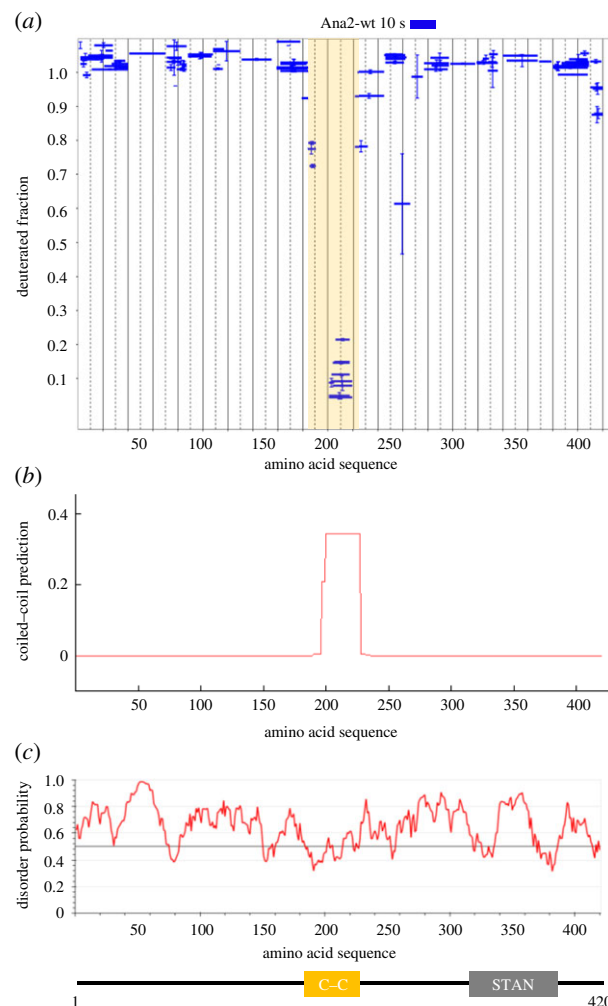 (a)
Ana2-wt 10 s
deuterated fraction
1.0
0.9
0.8
0.7
0.6
0.5
0.4
0.3
0.2
0.1
50 100 150 200 250 300 350 400
amino acid sequence
(b)
coiled–coil prediction
0.4
0.2
0
50 100 150 200 250 300 350 400
amino acid sequence
(c)
disorder probability
1.0
0.8
0.6
0.4
0.2
0
50 100 150 200 250 300 350 400
amino acid sequence
C–C STAN
1 420